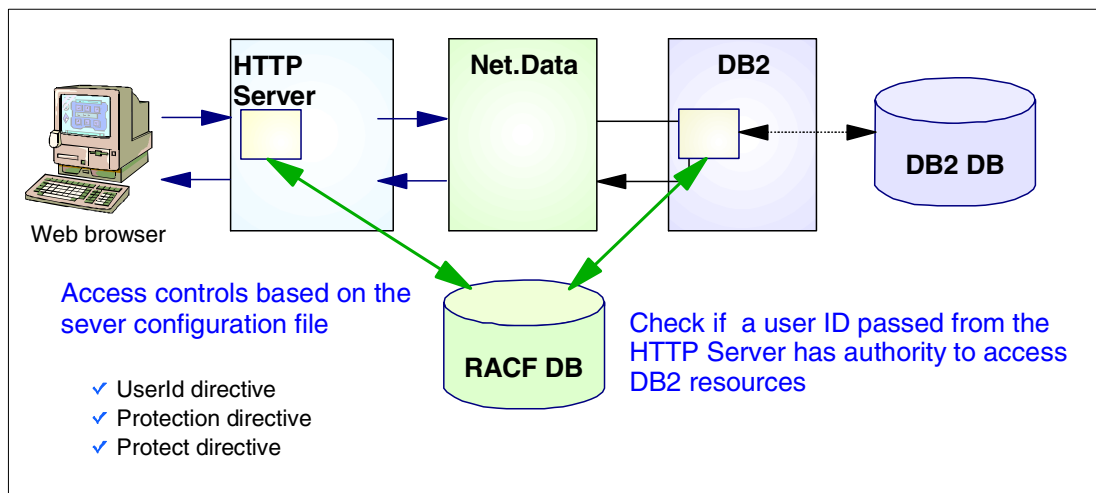 HTTP
Server
Net.Data
DB2
DB2 DB
Web browser
Access controls based on the
sever configuration file
RACF DB
Check if a user ID passed from the
HTTP Server has authority to access
DB2 resources
✓ UserId directive
✓ Protection directive
✓ Protect directive